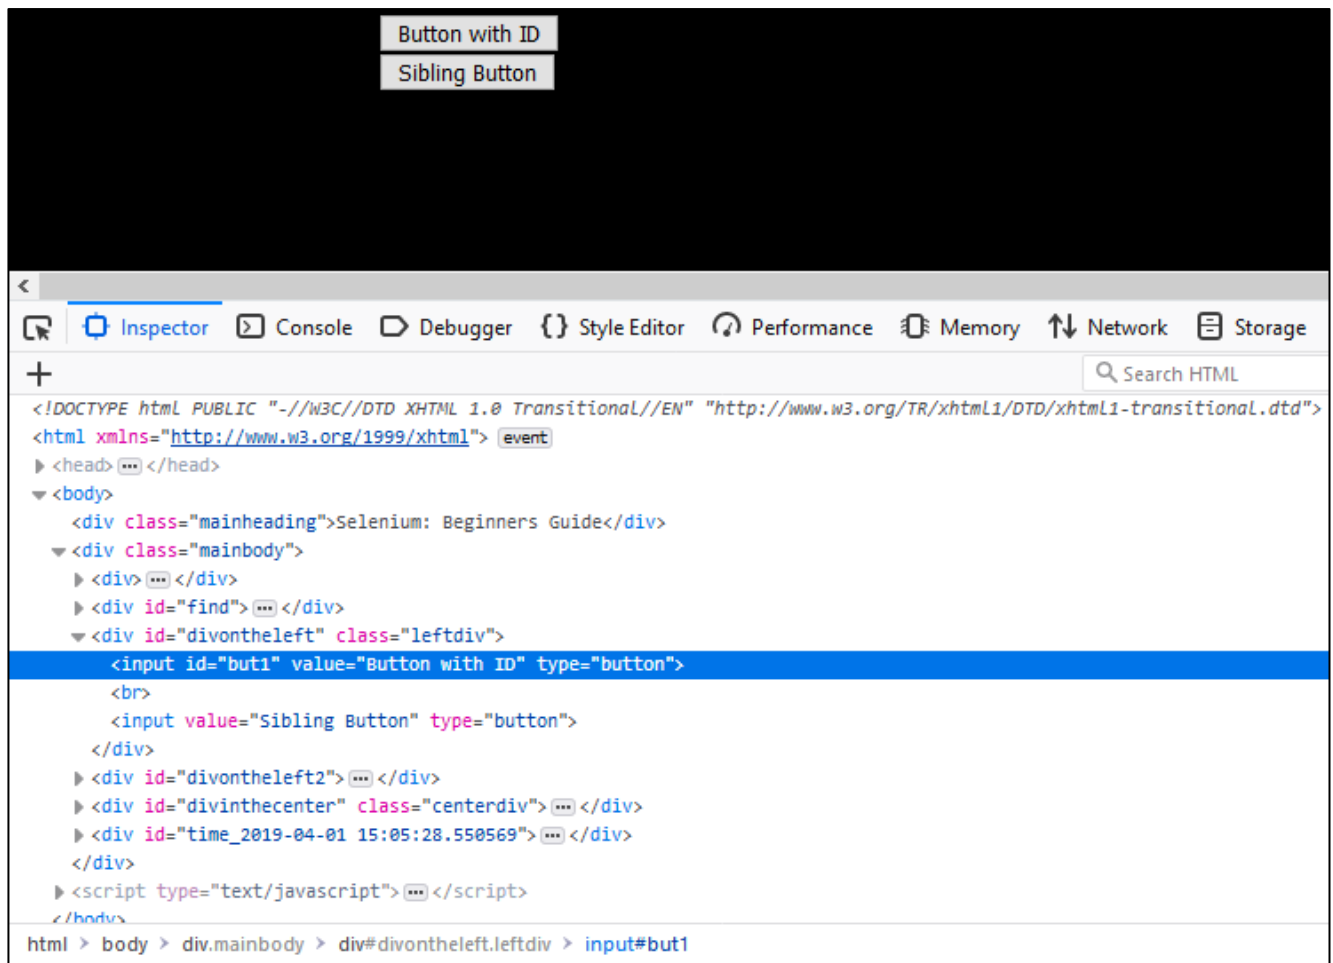 Button with ID
Sibling Button
Inspector Console Debugger {} Style Editor Performance Memory Network Storage
+ Search HTML
<!DOCTYPE html PUBLIC "-//W3C//DTD XHTML 1.0 Transitional//EN" "http://www.w3.org/TR/xhtml1/DTD/xhtml1-transitional.dtd">
<html xmlns="http://www.w3.org/1999/xhtml"> event
<head> ... </head>
<body>
<div class="mainheading">Selenium: Beginners Guide</div>
<div class="mainbody">
<div> ... </div>
<div id="find"> ... </div>
<div id="divontheleft" class="leftdiv">
<input id="but1" value="Button with ID" type="button">
<br>
<input value="Sibling Button" type="button">
</div>
<div id="divontheleft2"> ... </div>
<div id="divinthecenter" class="centerdiv"> ... </div>
<div id="time_2019-04-01 15:05:28.550569"> ... </div>
</div>
<script type="text/javascript"> ... </script>
</body>
html > body > div.mainbody > div#divontheleft.leftdiv > input#but1